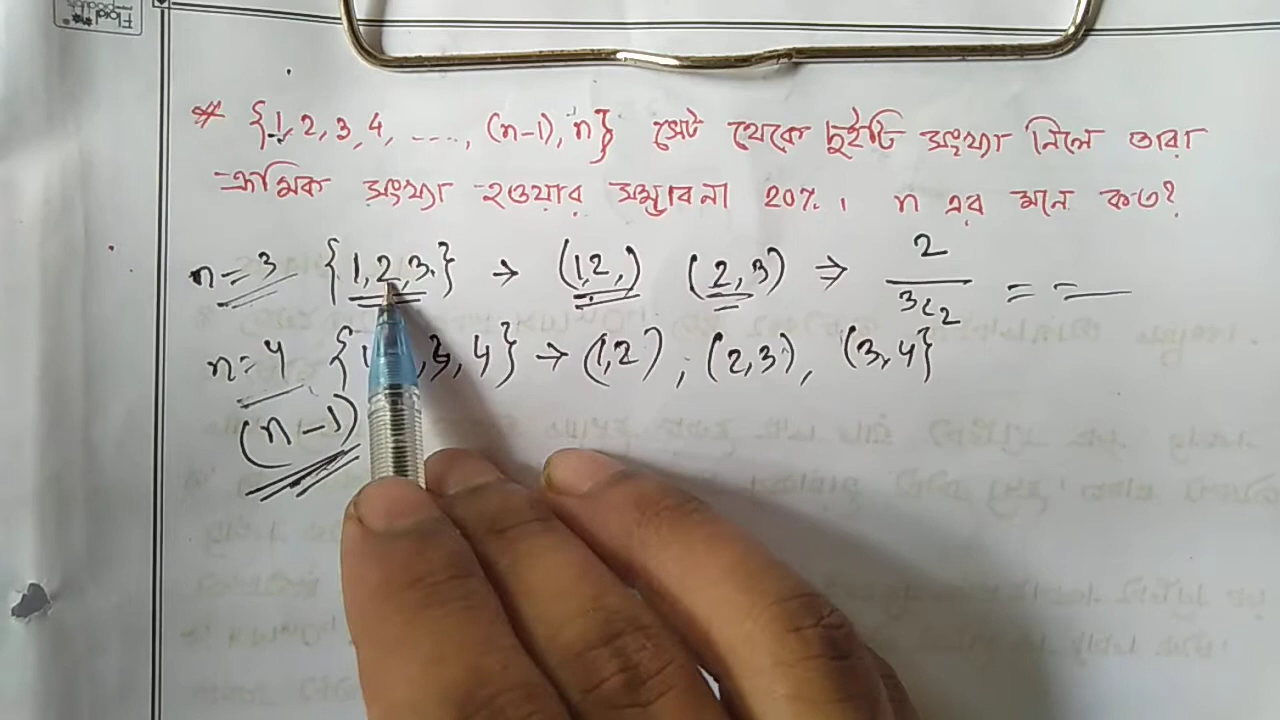 # {1, 2, 3, 4, ....., (n-1), n} সেট থেকে দুইটি সংখ্যা নিলে তারা
ক্রমিক সংখ্যা হওয়ার সম্ভাবনা 20%। n এর মান কত?
n = 3 {1, 2, 3} → (1,2,) (2,3) ⇒ 2/3c2 = =
n = 4 {1, 3, 4} → (1,2), (2,3), (3,4}
(n-1)